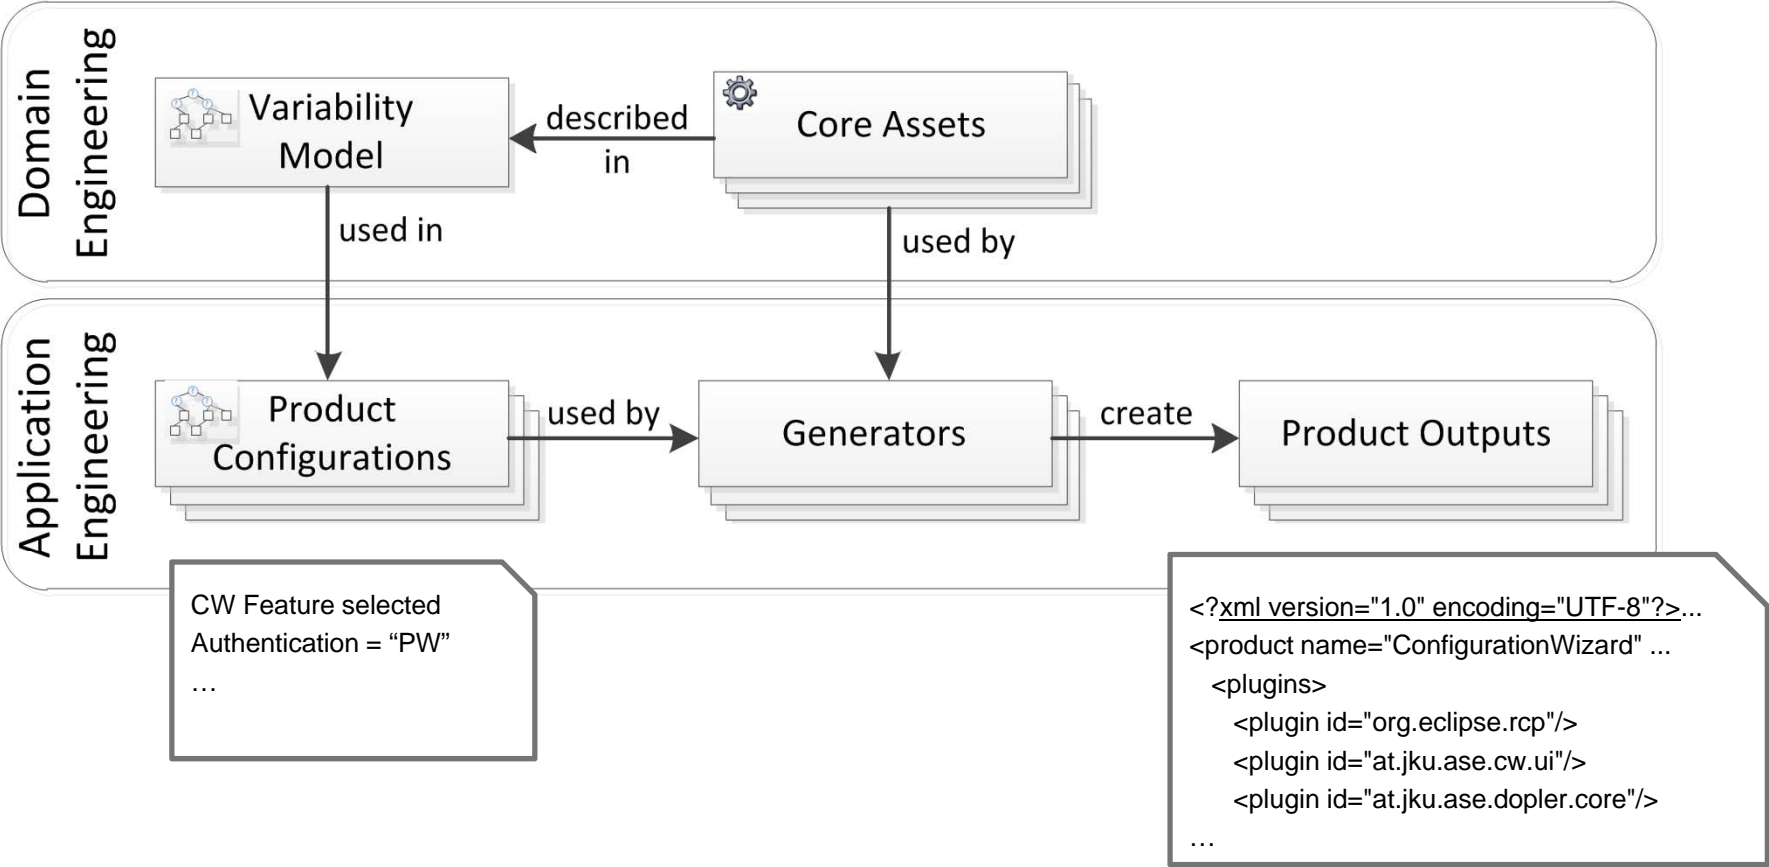 Domain
Engineering
Variability
Model
described
in
Core Assets
used in
used by
Application
Engineering
Product
Configurations
used by
Generators
create
Product Outputs
CW Feature selected
Authentication = “PW”
…
<?xml version="1.0" encoding="UTF-8"?>...
<product name="ConfigurationWizard" ...
<plugins>
<plugin id="org.eclipse.rcp"/>
<plugin id="at.jku.ase.cw.ui"/>
<plugin id="at.jku.ase.dopler.core"/>
…